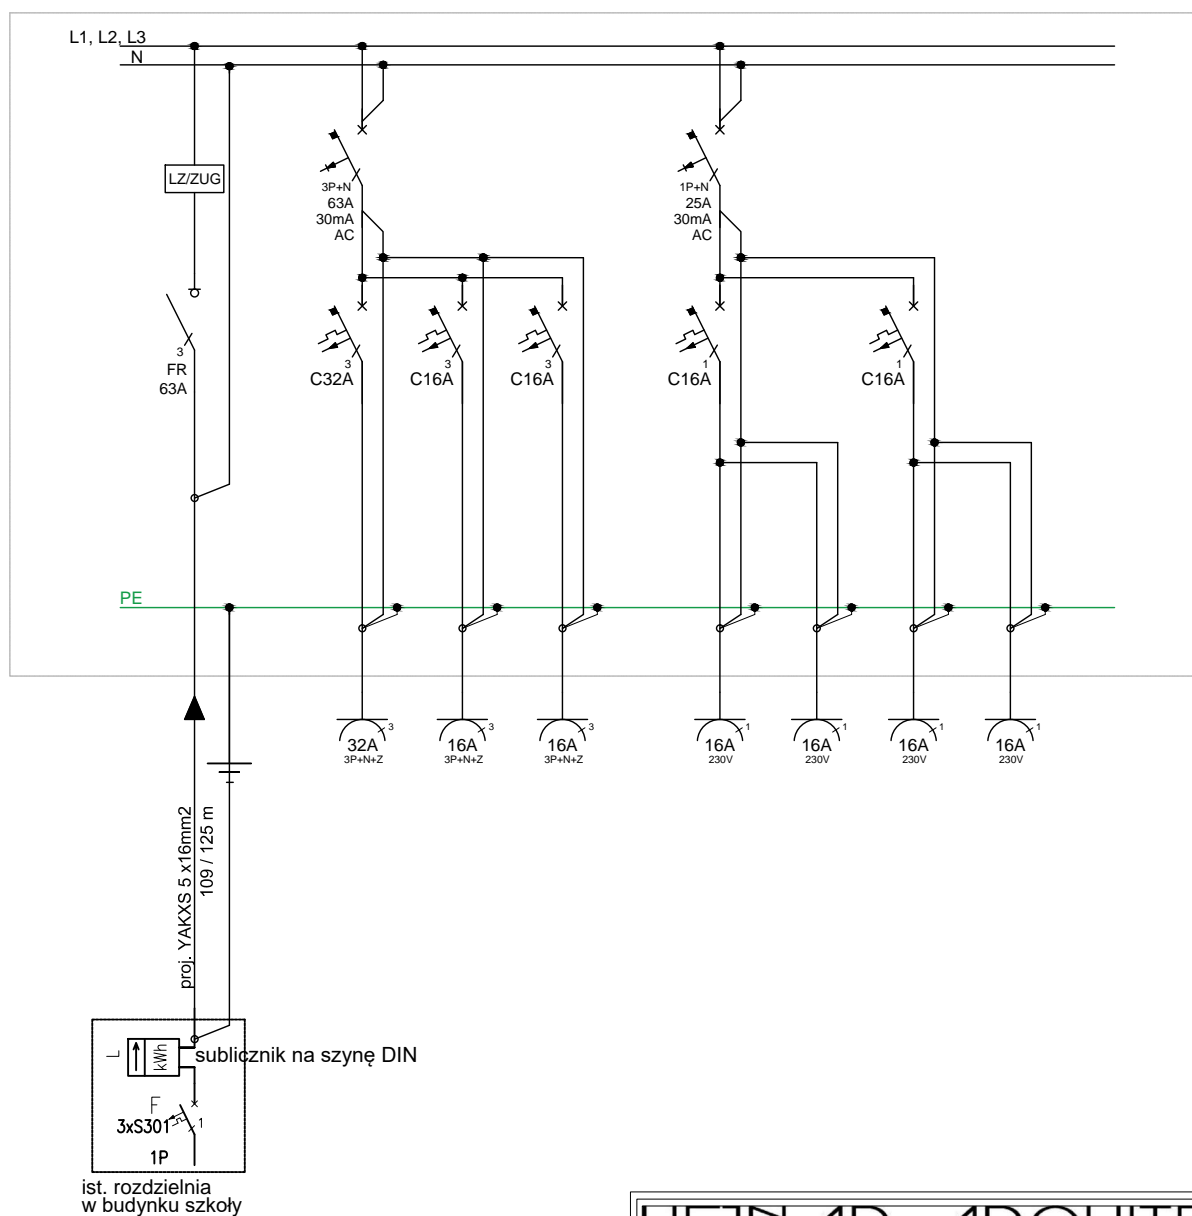 L1, L2, L3
N
LZ/ZUG
3P+N
63A
30mA
AC
1P+N
25A
30mA
AC
3
FR
63A
3
C32A
3
C16A
3
C16A
1
C16A
1
C16A
PE
3
32A
3P+N+Z
3
16A
3P+N+Z
3
16A
3P+N+Z
1
16A
230V
1
16A
230V
1
16A
230V
1
16A
230V
proj. YAKXS 5 x16mm2
109 / 125 m
L
kWh
sublicznik na szynę DIN
F
3xS301
1
1P
ist. rozdzielnia
w budynku szkoły